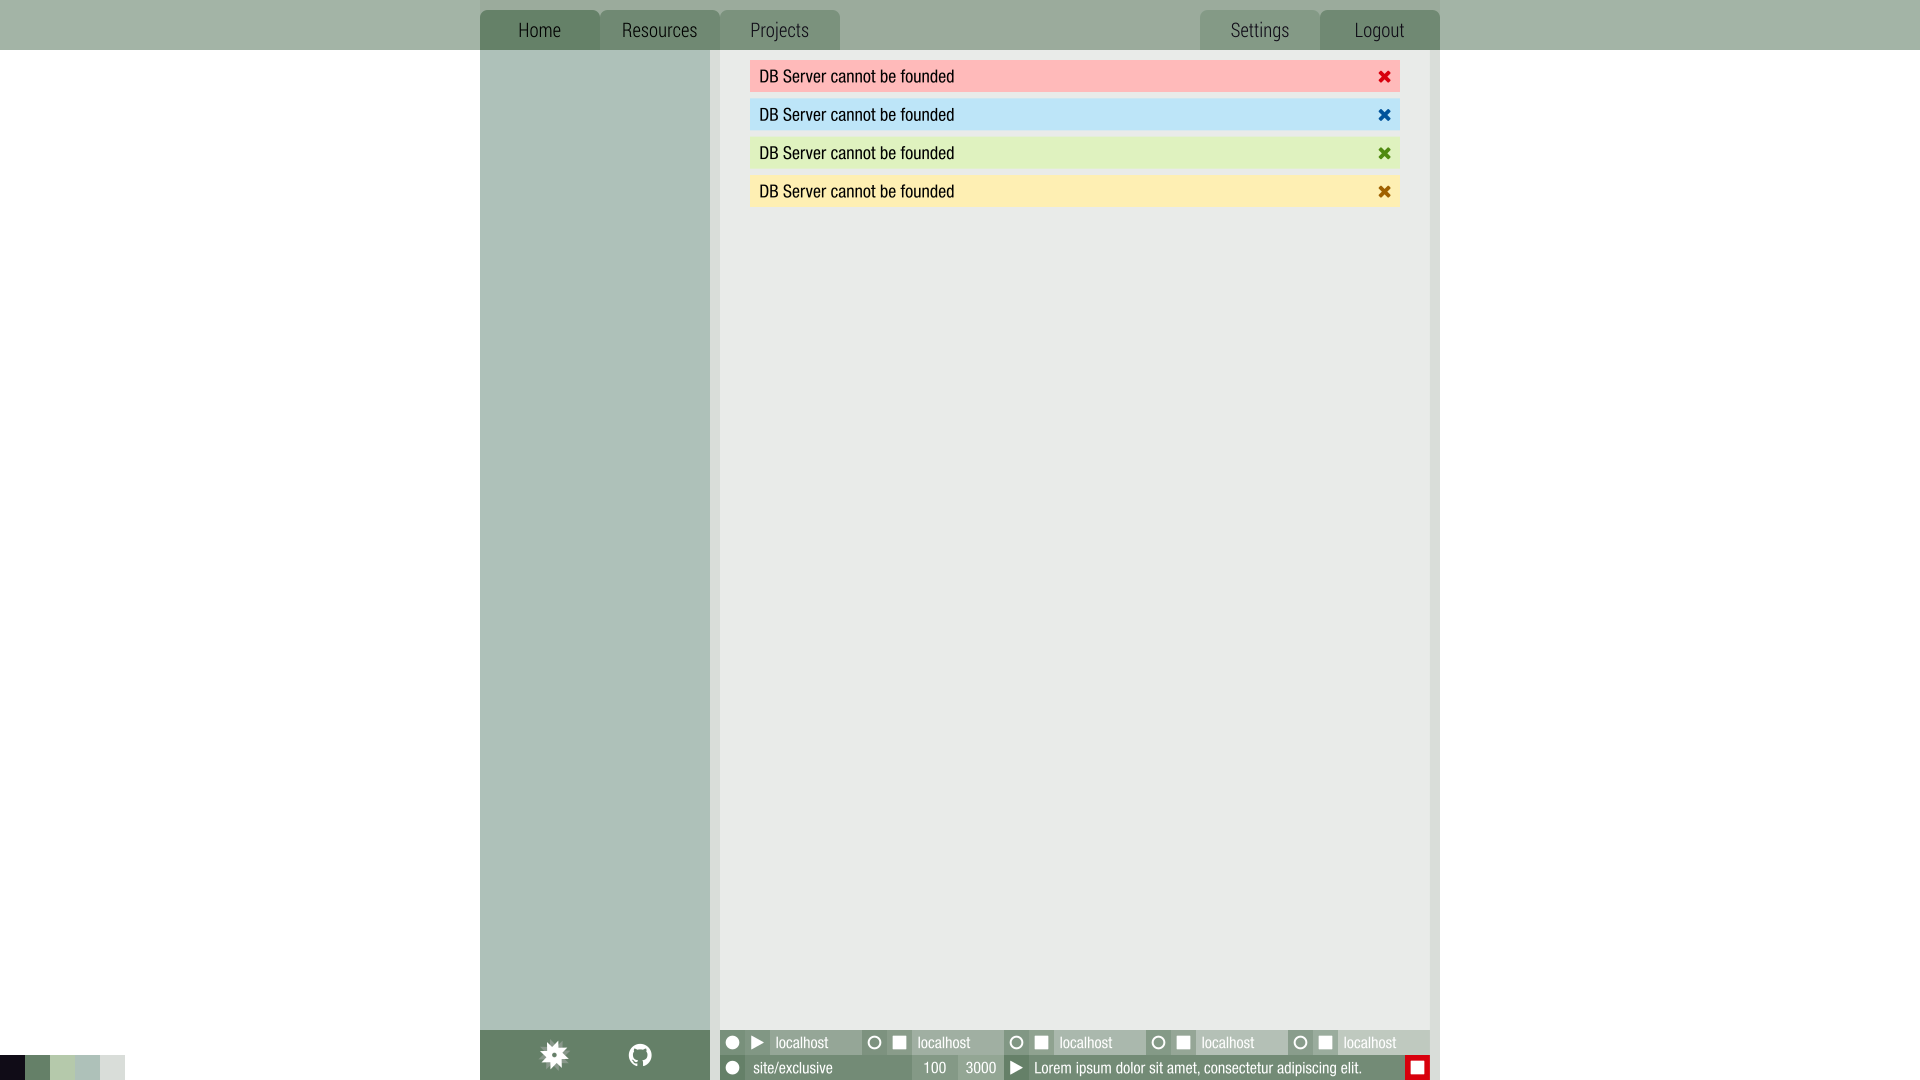 Home Resources Projects Settings Logout
DB Server cannot be founded
DB Server cannot be founded
DB Server cannot be founded
DB Server cannot be founded
localhost localhost localhost localhost localhost
site/exclusive 100 3000 Lorem ipsum dolor sit amet, consectetur adipiscing elit.